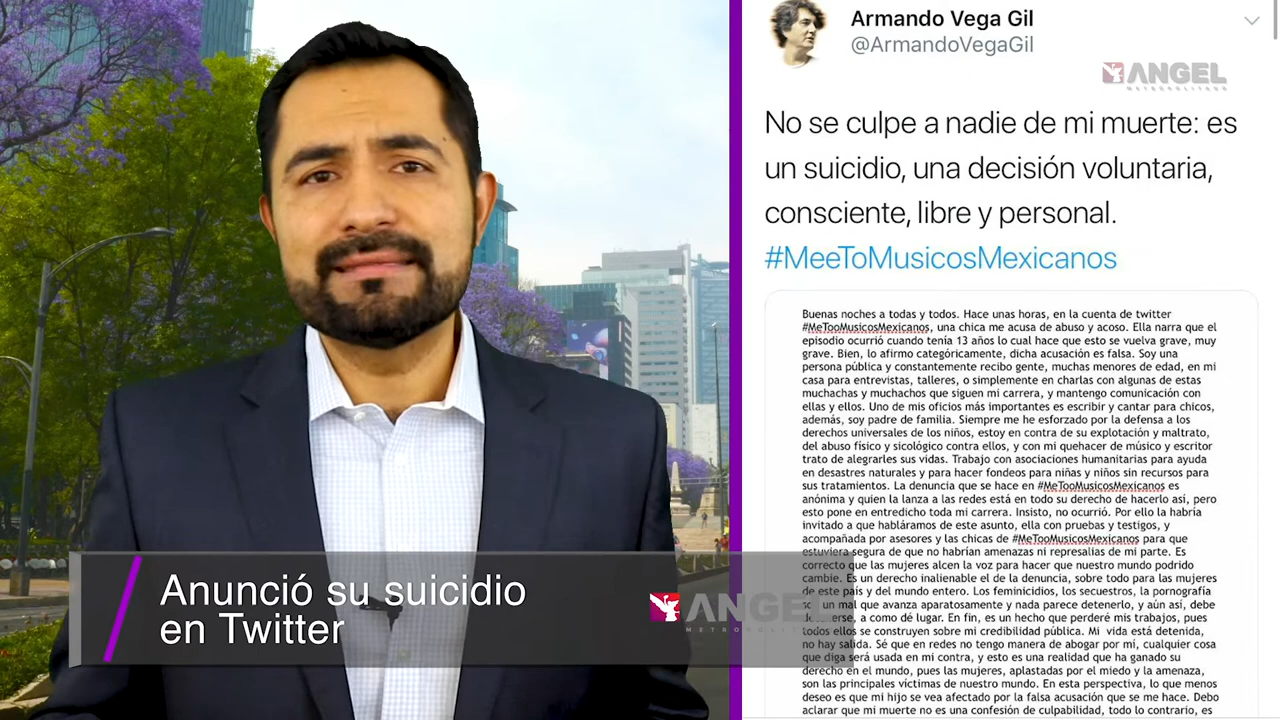 Armando Vega Gil
@ArmandoVegaGil
ANGEL
METROPOLITANO
No se culpe a nadie de mi muerte: es
un suicidio, una decisión voluntaria,
consciente, libre y personal.
#MeeToMusicosMexicanos
Buenas noches a todas y todos. Hace unas horas, en la cuenta de twitter
#MeTooMusicosMexicanos, una chica me acusa de abuso y acoso. Ella narra que el
episodio ocurrió cuando tenía 13 años lo cual hace que esto se vuelva grave, muy
grave. Bien, lo afirmo categóricamente, dicha acusación es falsa. Soy una
persona pública y constantemente recibo gente, muchas menores de edad, en mi
casa para entrevistas, talleres, o simplemente en charlas con algunas de estas
muchachas y muchachos que siguen mi carrera, y mantengo comunicación con
ellas y ellos. Uno de mis oficios más importantes es escribir y cantar para chicos,
además, soy padre de familia. Siempre me he esforzado por la defensa a los
derechos universales de los niños, estoy en contra de su explotación y maltrato,
del abuso físico y sicológico contra ellos, y con mi quehacer de músico y escritor
trato de alegrarles sus vidas. Trabajo con asociaciones humanitarias para ayuda
en desastres naturales y para hacer fondeos para niñas y niños sin recursos para
sus tratamientos. La denuncia que se hace en #MeTooMusicosMexicanos es
anónima y quien la lanza a las redes está en todo su derecho de hacerlo así, pero
esto pone en entredicho toda mi carrera. Insisto, no ocurrió. Por ello la habría
invitado a que habláramos de este asunto, ella con pruebas y testigos, y
acompañada por asesores y las chicas de #MeTooMusicosMexicanos para que
estuviera segura de que no habrían amenazas ni represalias de mi parte. Es
correcto que las mujeres alcen la voz para hacer que nuestro mundo podrido
cambie. Es un derecho inalienable el de la denuncia, sobre todo para las mujeres
de este país y del mundo entero. Los feminicidios, los secuestros, la pornografía
un mal que avanza aparatosamente y nada parece detenerlo, y aún así, debe
a como dé lugar. En fin, es un hecho que perderé mis trabajos, pues
todos ellos se construyen sobre mi credibilidad pública. Mi vida está detenida,
no hay salida. Sé que en redes no tengo manera de abogar por mí, cualquier cosa
que diga será usada en mi contra, y esto es una realidad que ha ganado su
derecho en el mundo, pues las mujeres, aplastadas por el miedo y la amenaza,
son las principales víctimas de nuestro mundo. En esta perspectiva, lo que menos
deseo es que mi hijo se vea afectado por la falsa acusación que se me hace. Debo
aclarar que mi muerte no es una confesión de culpabilidad, todo lo contrario, es
Anunció su suicidio
en Twitter
ANGEL
METROPOLITANO